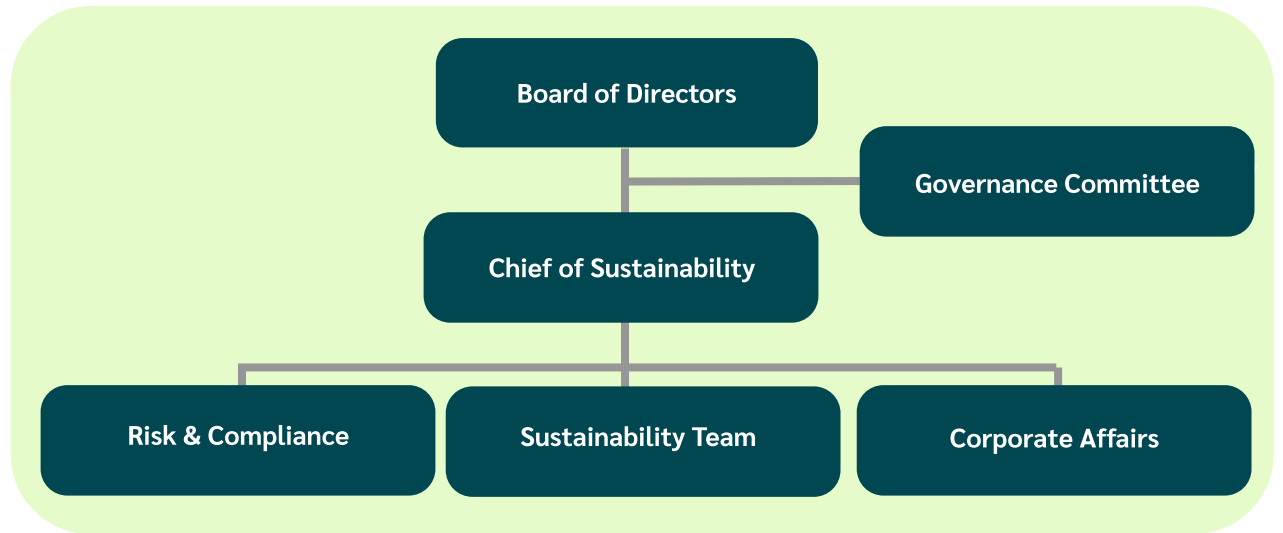 Board of Directors
Governance Committee
Chief of Sustainability
Risk & Compliance
Sustainability Team
Corporate Affairs